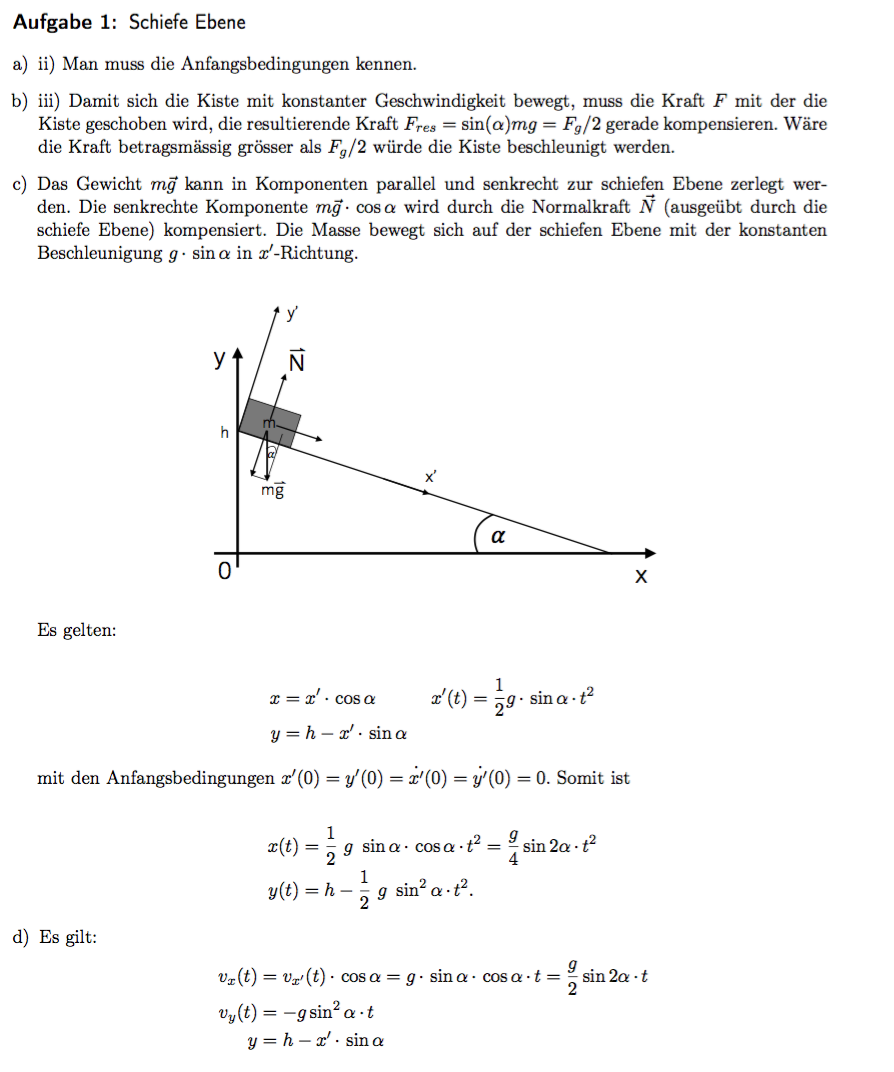 Aufgabe 1: Schiefe Ebene
a) ii) Man muss die Anfangsbedingungen kennen.
b) iii) Damit sich die Kiste mit konstanter Geschwindigkeit bewegt, muss die Kraft F mit der die
Kiste geschoben wird, die resultierende Kraft F_res = sin(α)mg = F_g/2 gerade kompensieren. Wäre
die Kraft betragsmässig grösser als F_g/2 würde die Kiste beschleunigt werden.
c) Das Gewicht mg⃗ kann in Komponenten parallel und senkrecht zur schiefen Ebene zerlegt wer-
den. Die senkrechte Komponente mg⃗ · cos α wird durch die Normalkraft N⃗ (ausgeübt durch die
schiefe Ebene) kompensiert. Die Masse bewegt sich auf der schiefen Ebene mit der konstanten
Beschleunigung g · sin α in x′-Richtung.
y'
y
N⃗
m
h
α
x'
mg⃗
α
0
x
Es gelten:
x = x′ · cos α x′(t) = 1/2 g · sin α · t²
y = h − x′ · sin α
mit den Anfangsbedingungen x′(0) = y′(0) = ẋ′(0) = ẏ′(0) = 0. Somit ist
x(t) = 1/2 g sin α · cos α · t² = g/4 sin 2α · t²
y(t) = h − 1/2 g sin² α · t².
d) Es gilt:
v_x(t) = v_x′(t) · cos α = g · sin α · cos α · t = g/2 sin 2α · t
v_y(t) = −g sin² α · t
y = h − x′ · sin α